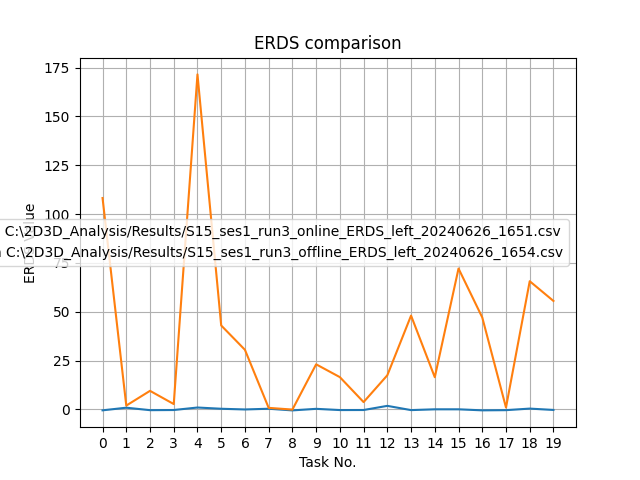 ERDS comparison
175
150
125
100
C:\2D3D_Analysis/Results/S15_ses1_run3_online_ERDS_left_20240626_1651.csv
C:\2D3D_Analysis/Results/S15_ses1_run3_offline_ERDS_left_20240626_1654.csv
75
50
25
0
0 1 2 3 4 5 6 7 8 9 10 11 12 13 14 15 16 17 18 19
Task No.